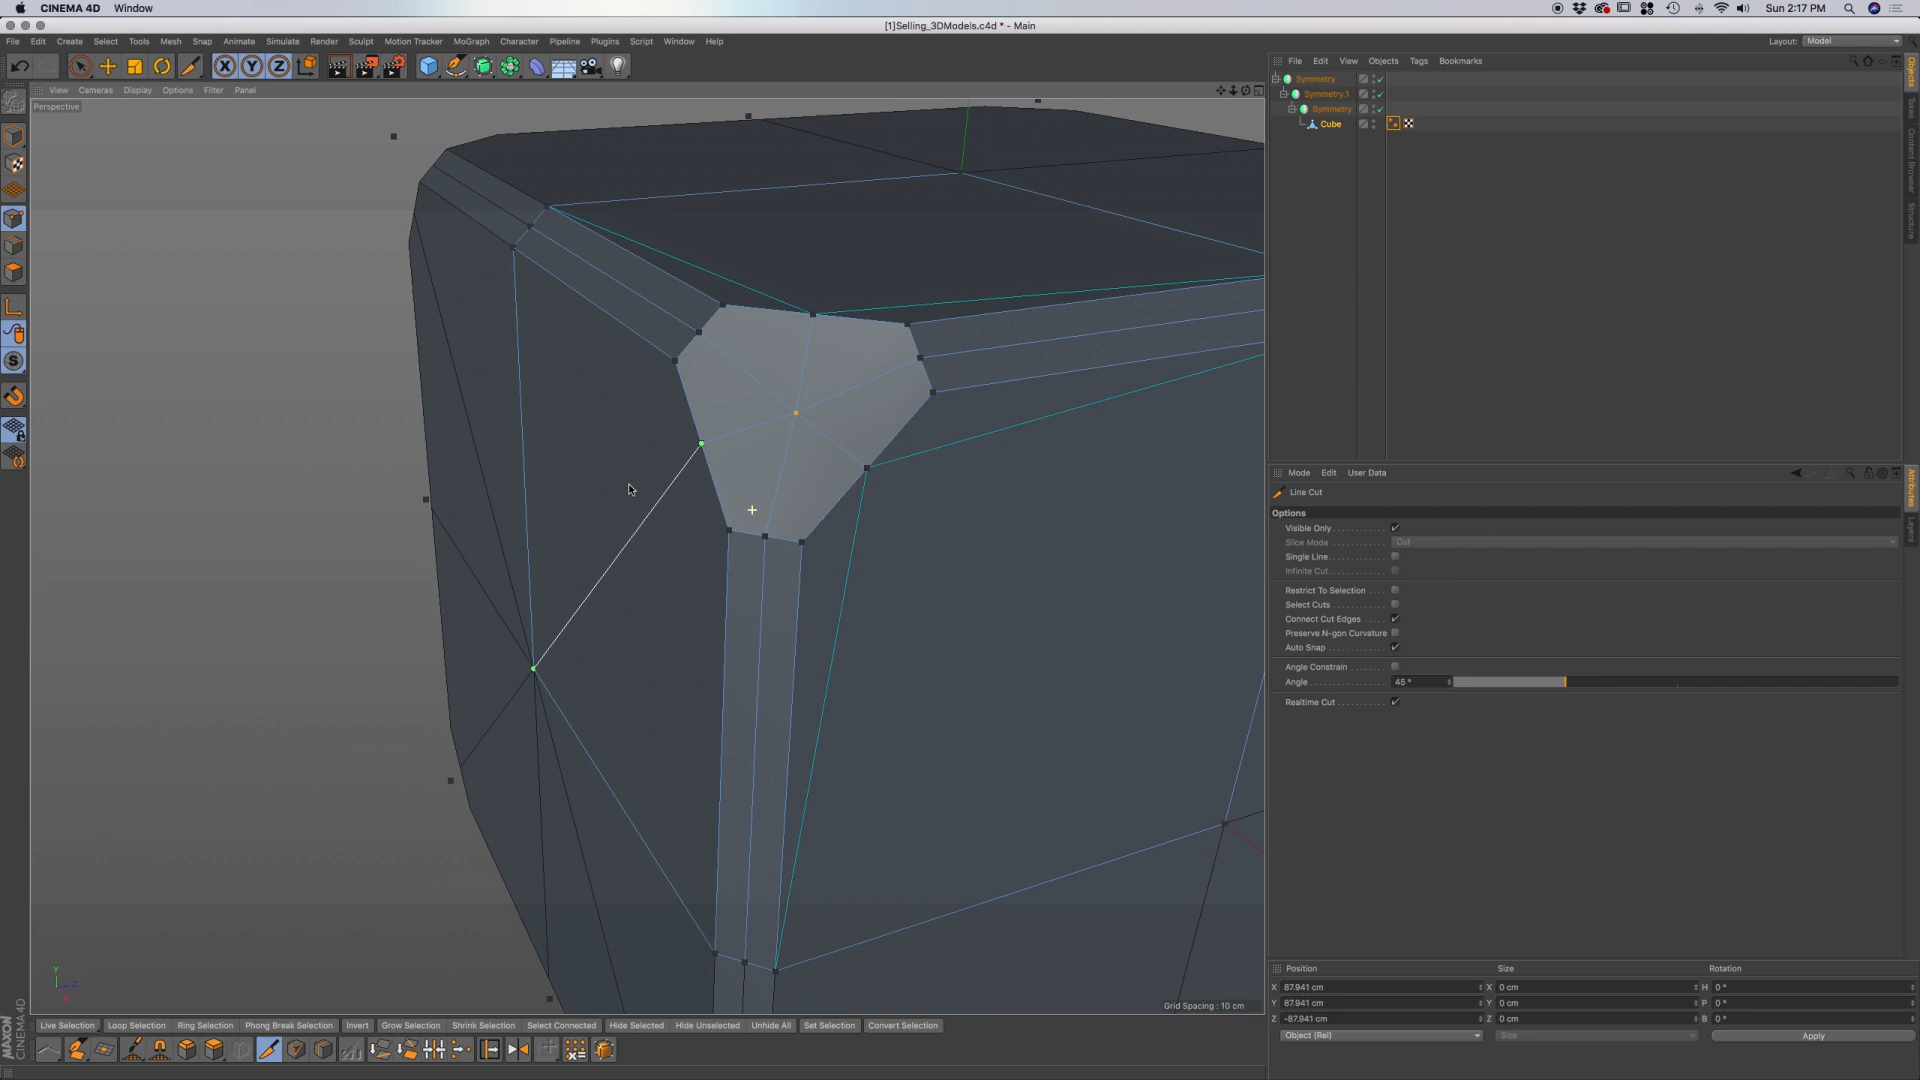 CINEMA 4D Window
Sun 2:17 PM
[1]Selling_3DModels.c4d * - Main
File Edit Create Select Tools Mesh Snap Animate Simulate Render Sculpt Motion Tracker MoGraph Character Pipeline Plugins Script Window Help
Layout: Model
X Y Z
File Edit View Objects Tags Bookmarks
View Cameras Display Options Filter Panel
Perspective
Symmetry
Symmetry.1
Symmetry
Cube
Objects
Takes
Content Browser
Structure
Mode Edit User Data
Line Cut
Options
Visible Only
Slice Mode Cut
Single Line
Infinite Cut
Restrict To Selection
Select Cuts
Connect Cut Edges
Preserve N-gon Curvature
Auto Snap
Angle Constrain
Angle 45 °
Realtime Cut
Attributes
Layers
Y
Z
X
Grid Spacing : 10 cm
Position Size Rotation
X 87.941 cm X 0 cm H 0 °
Y 87.941 cm Y 0 cm P 0 °
Z -87.941 cm Z 0 cm B 0 °
Object (Rel) Size Apply
Live Selection Loop Selection Ring Selection Phong Break Selection Invert Grow Selection Shrink Selection Select Connected Hide Selected Hide Unselected Unhide All Set Selection Convert Selection
MAXON
CINEMA 4D